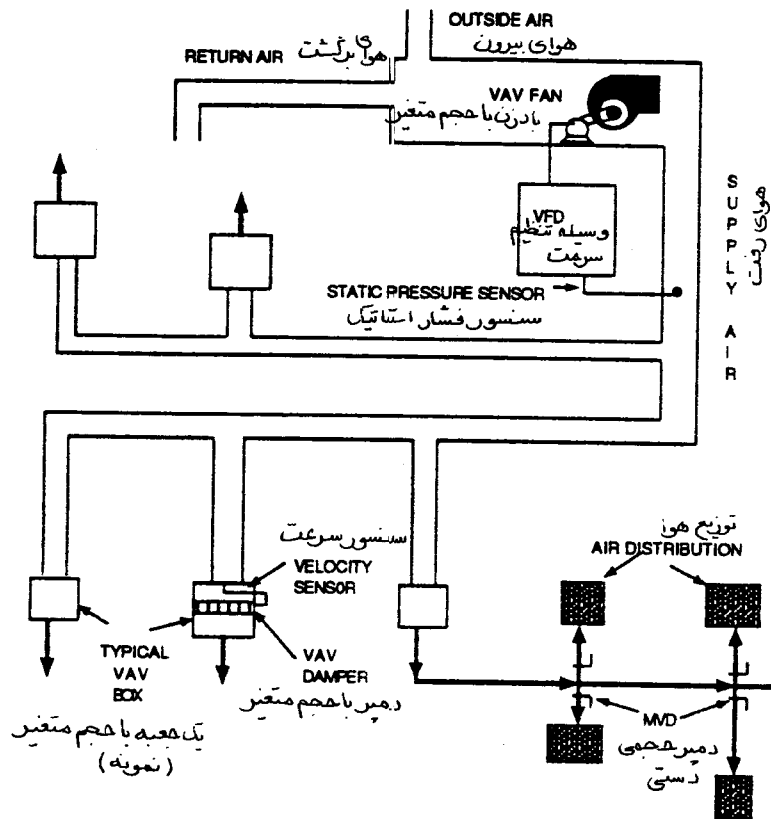 OUTSIDE AIR
هوای بیرون
RETURN AIR
هوای برگشت
VAV FAN
بادزن با حجم متغیر
VFD
وسیله تنظیم
سرعت
SUPPLY AIR
هوای رفت
STATIC PRESSURE SENSOR
سنسور فشار استاتیک
سنسور سرعت
VELOCITY
SENSOR
توزیع هوا
AIR DISTRIBUTION
TYPICAL
VAV
BOX
یک جعبه با حجم متغیر
(نمونه)
VAV
DAMPER
دمپر با حجم متغیر
MVD
دمپر حجمی
دستی